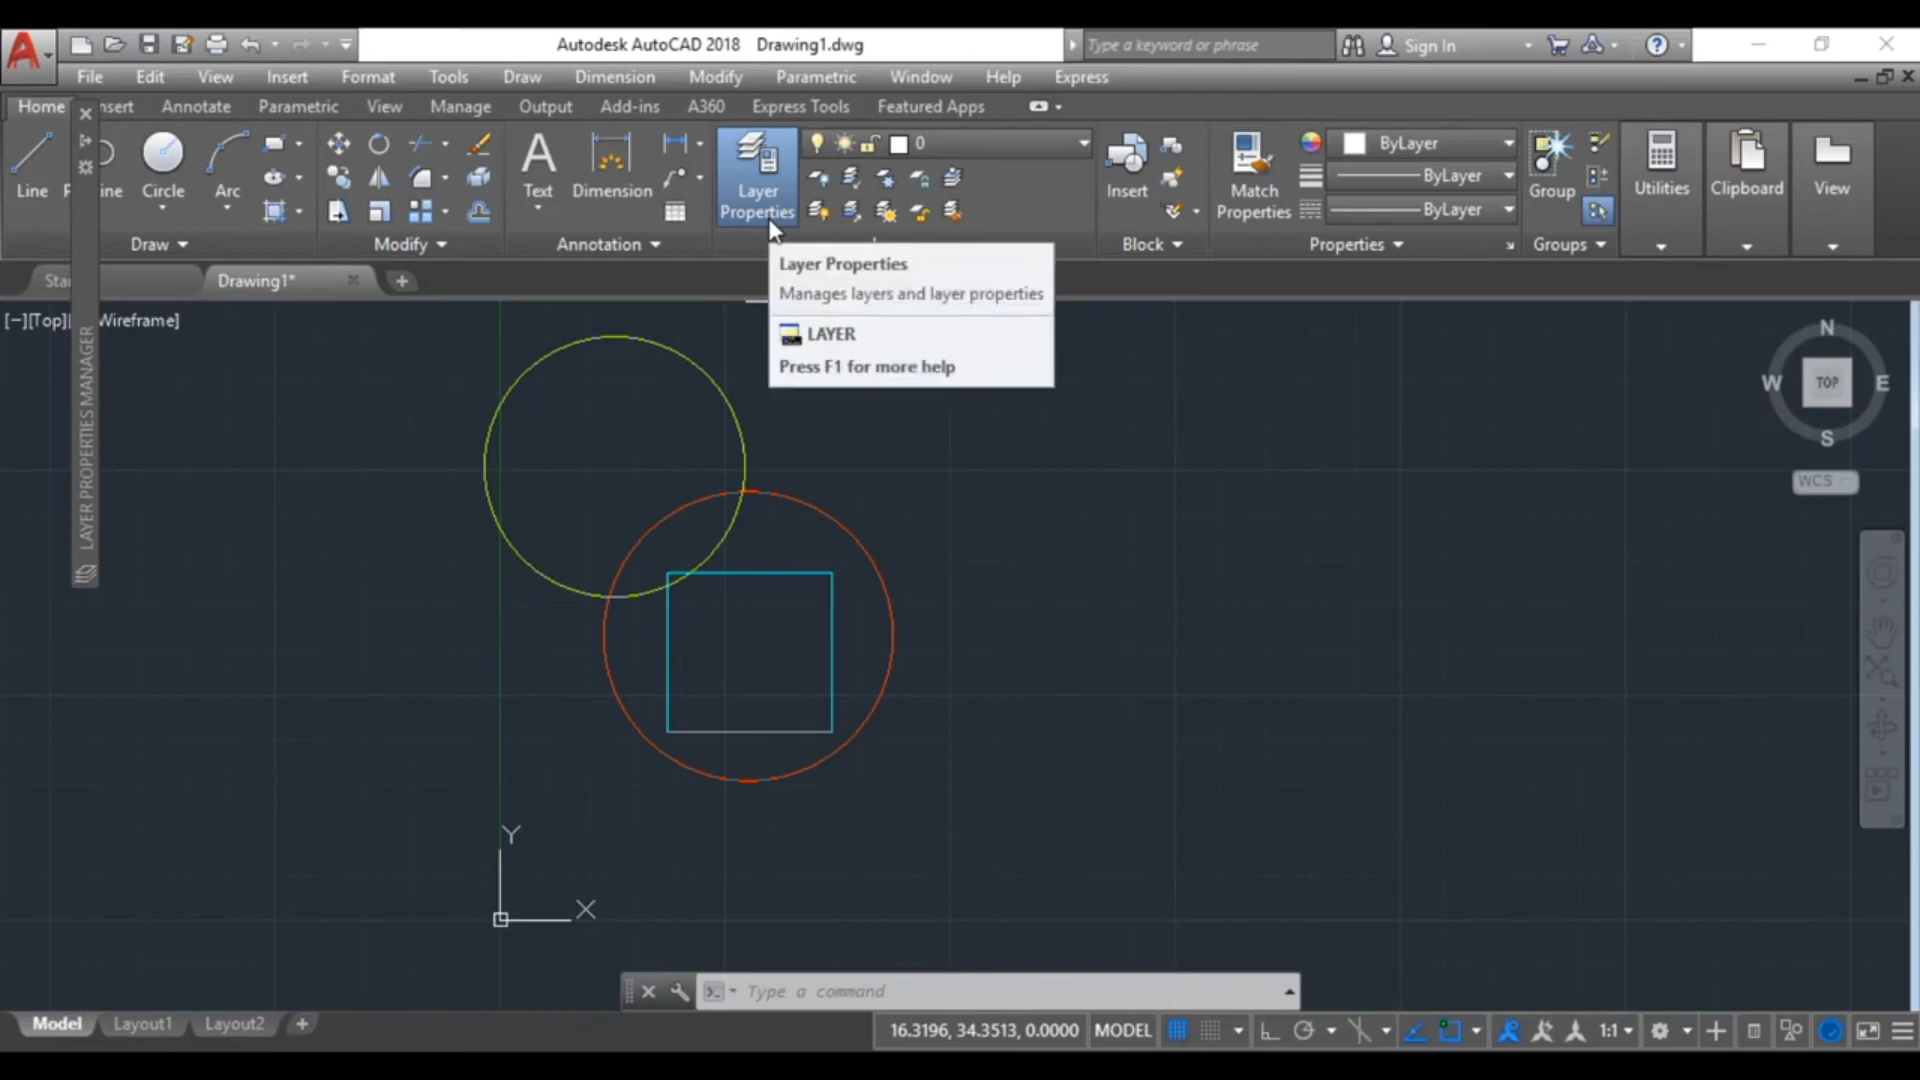 Autodesk AutoCAD 2018 Drawing1.dwg
Type a keyword or phrase
Sign In
File Edit View Insert Format Tools Draw Dimension Modify Parametric Window Help Express
Home nsert Annotate Parametric View Manage Output Add-ins A360 Express Tools Featured Apps
0
ByLayer
ByLayer
ByLayer
Line P ine Circle Arc
Text Dimension
Layer
Properties
Insert
Match
Properties
Group
Utilities
Clipboard
View
Draw
Modify
Annotation
Block
Properties
Groups
Star
Drawing1*
[−][Top][ Wireframe]
LAYER PROPERTIES MANAGER
Layer Properties
Manages layers and layer properties
LAYER
Press F1 for more help
N
W
TOP
E
S
WCS
Y
X
Type a command
Model Layout1 Layout2
16.3196, 34.3513, 0.0000 MODEL
1:1